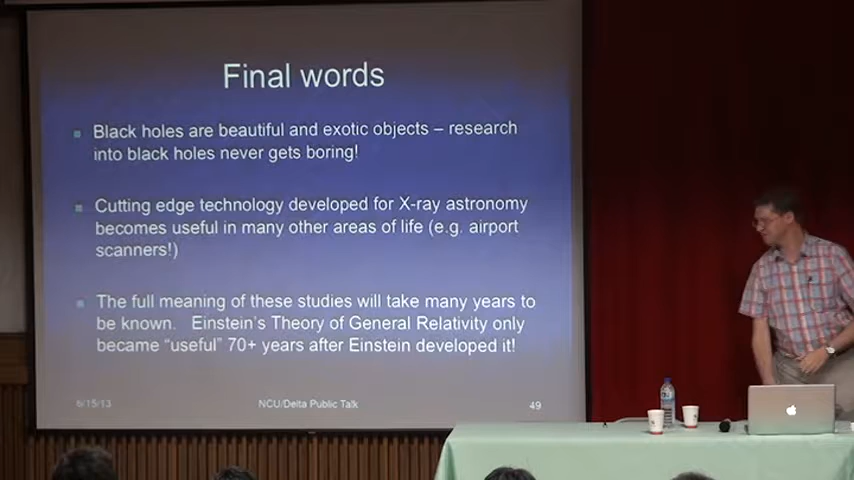 Final words
Black holes are beautiful and exotic objects – research
into black holes never gets boring!
Cutting edge technology developed for X-ray astronomy
becomes useful in many other areas of life (e.g. airport
scanners!)
The full meaning of these studies will take many years to
be known. Einstein's Theory of General Relativity only
became "useful" 70+ years after Einstein developed it!
6/15/13
NCU/Delta Public Talk
49